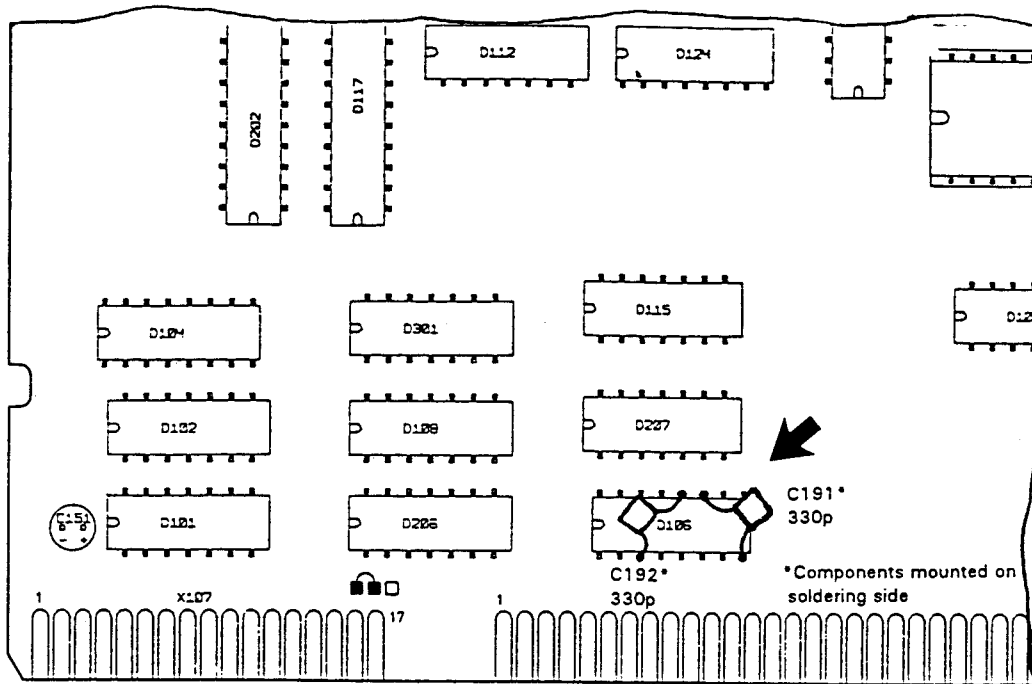 D112
D124
D117
D202
D104
D301
D115
D10
D102
D108
D207
C151
D101
D206
D106
C191*
330p
C192*
330p
*Components mounted on
soldering side
1
X107
17
1